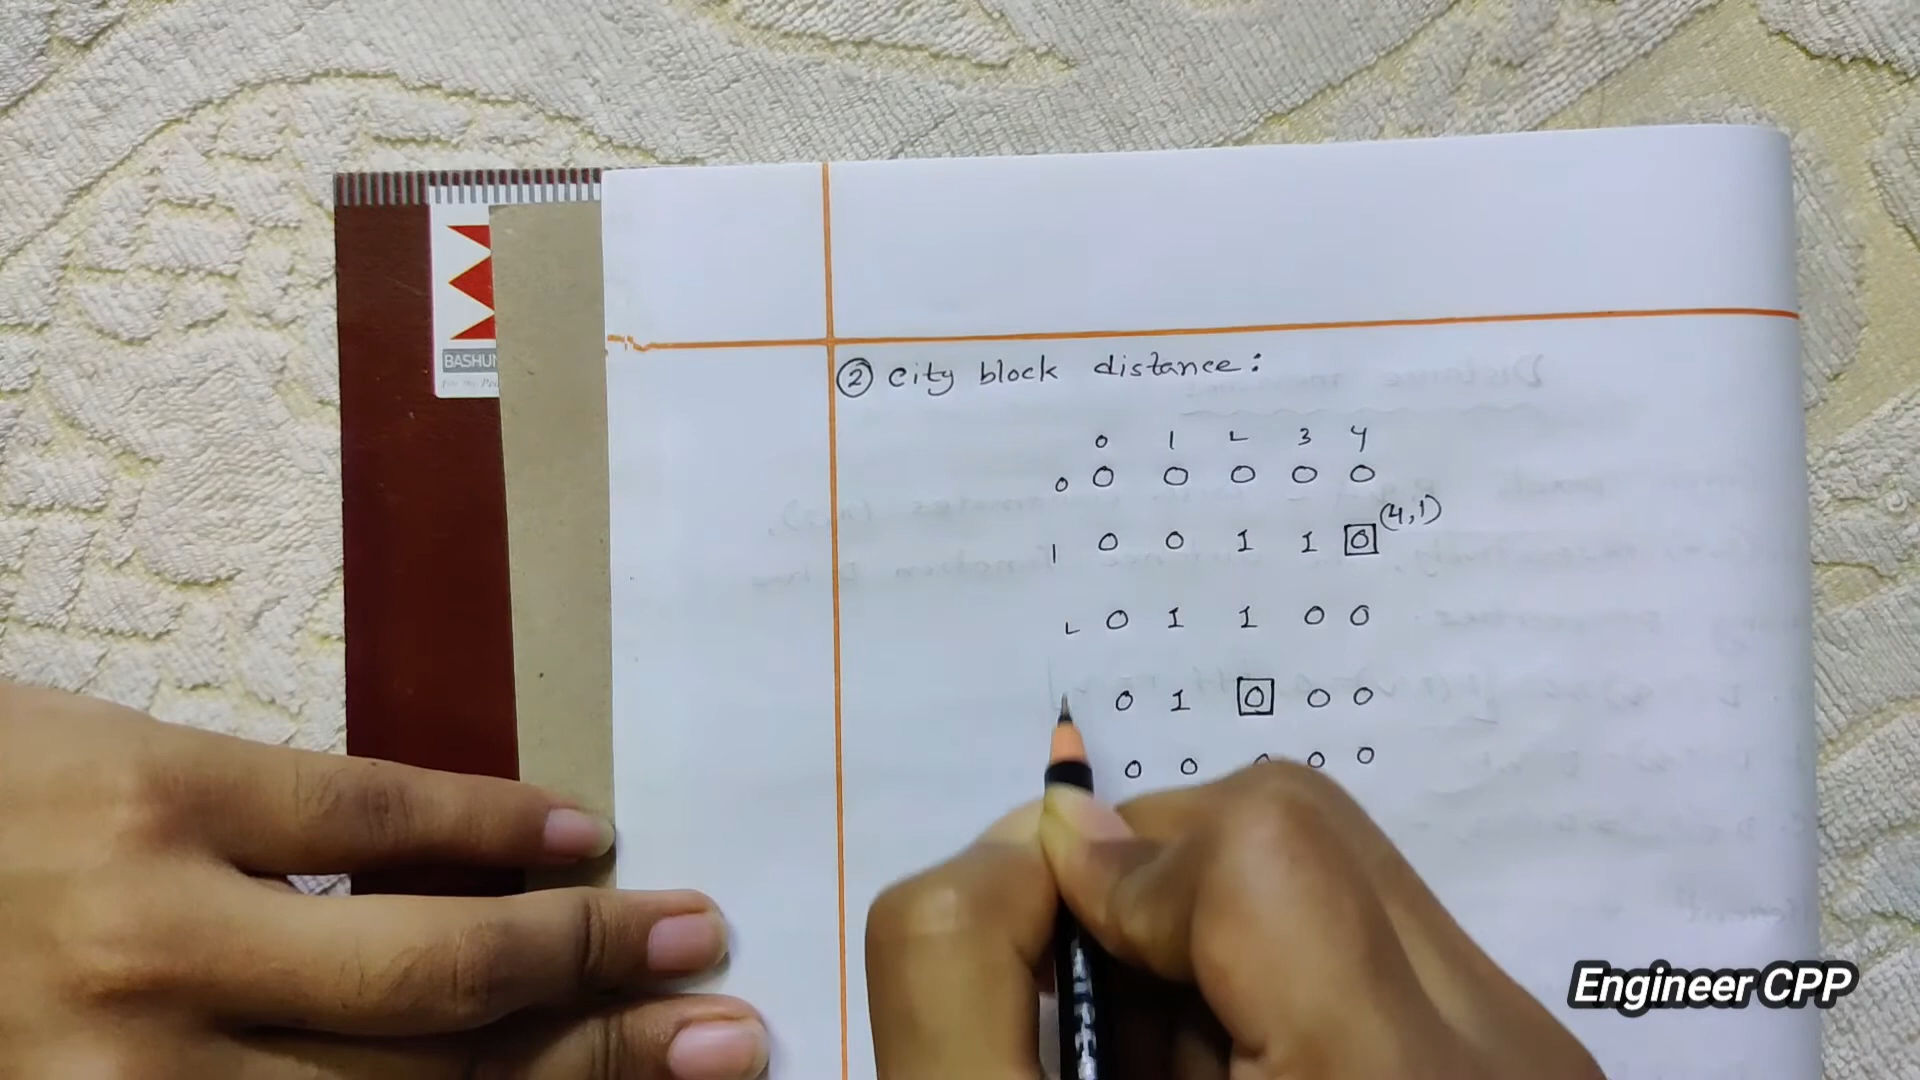 ② City block distance:
0 1 2 3 4
0 0 0 0 0 0
(4,1)
1 0 0 1 1 0
2 0 1 1 0 0
0 1 0 0 0
0 0 0 0
BASHUN
Engineer CPP